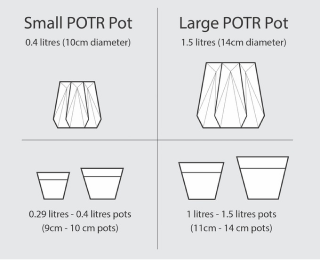 Small POTR Pot
0.4 litres (10cm diameter)
Large POTR Pot
1.5 litres (14cm diameter)
0.29 litres - 0.4 litres pots
(9cm - 10 cm pots)
1 litres - 1.5 litres pots
(11cm - 14 cm pots)